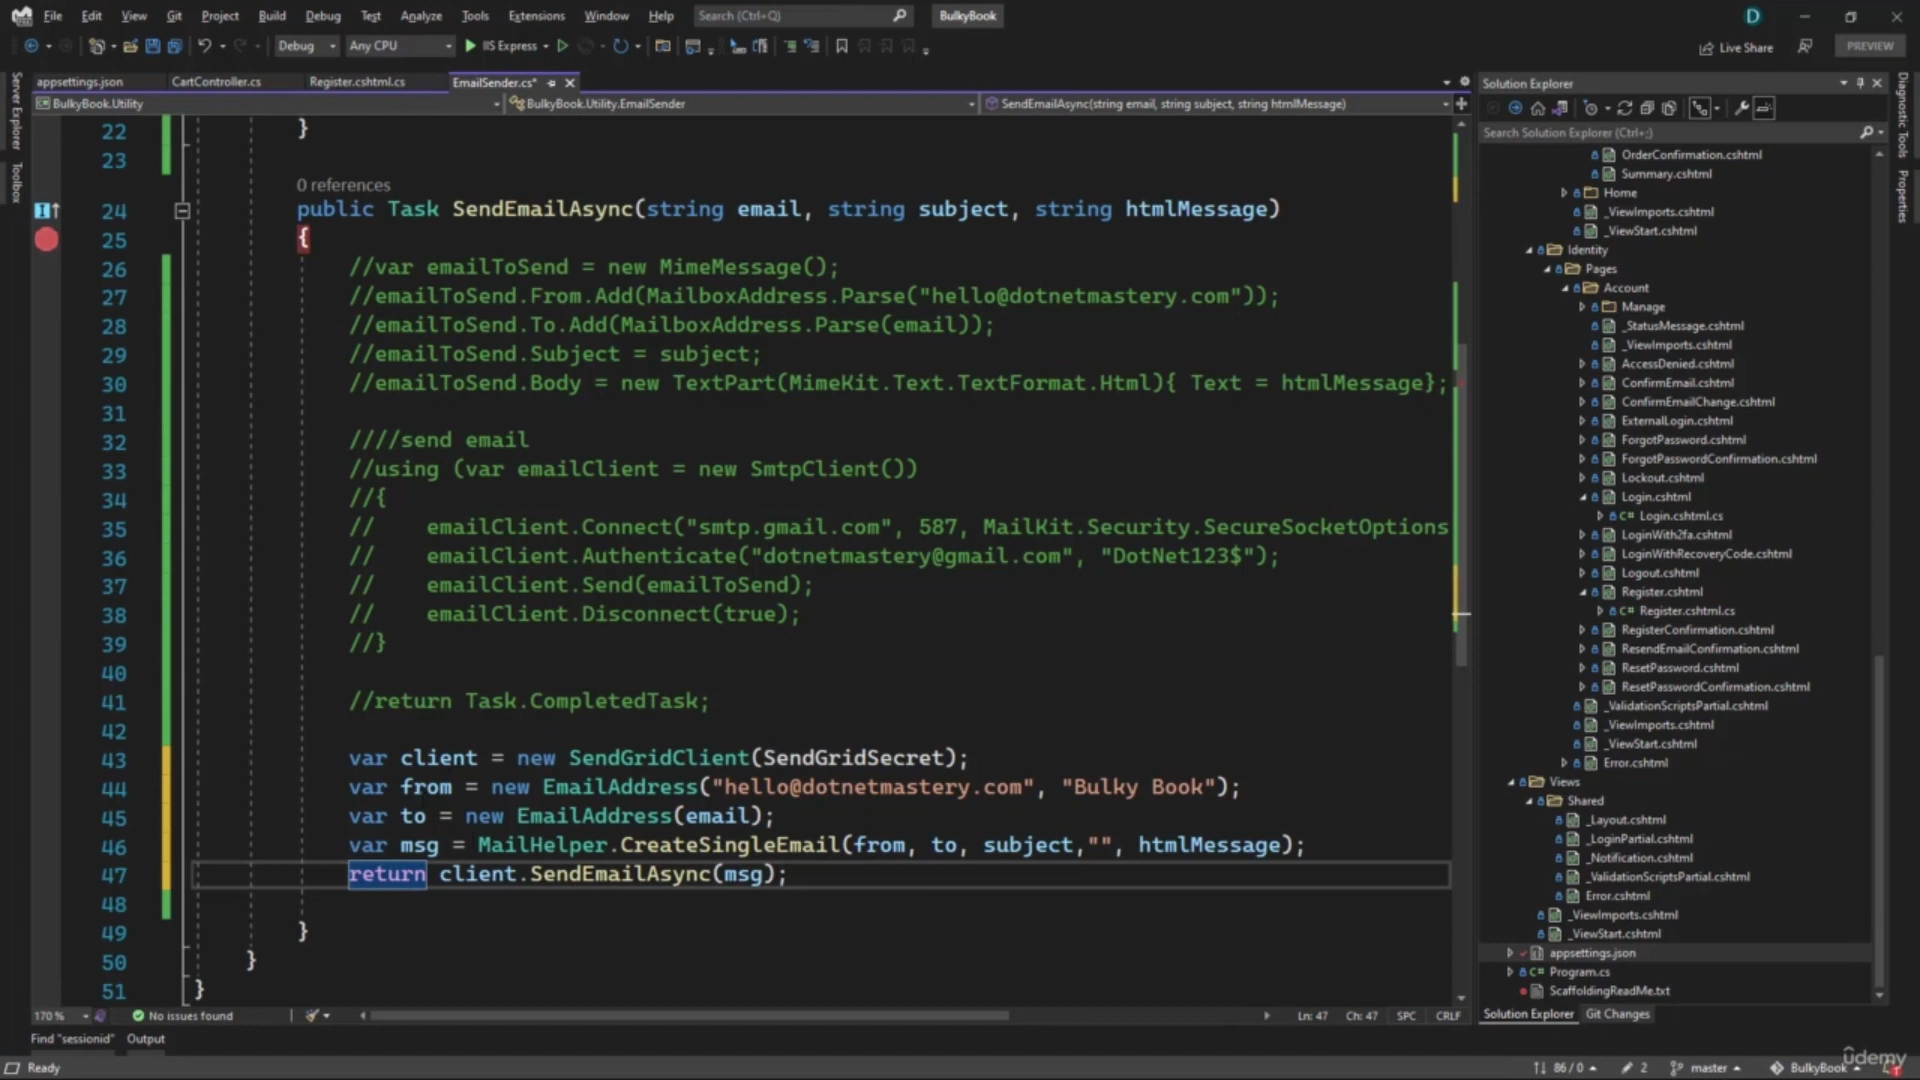 File Edit View Git Project Build Debug Test Analyze Tools Extensions Window Help Search (Ctrl+Q) BulkyBook D
Debug Any CPU IIS Express Live Share PREVIEW
appsettings.json CartController.cs Register.cshtml.cs EmailSender.cs*
BulkyBook.Utility BulkyBook.Utility.EmailSender SendEmailAsync(string email, string subject, string htmlMessage)
Server Explorer
Toolbox
22 }
23
0 references
24 public Task SendEmailAsync(string email, string subject, string htmlMessage)
25 {
26 //var emailToSend = new MimeMessage();
27 //emailToSend.From.Add(MailboxAddress.Parse("hello@dotnetmastery.com"));
28 //emailToSend.To.Add(MailboxAddress.Parse(email));
29 //emailToSend.Subject = subject;
30 //emailToSend.Body = new TextPart(MimeKit.Text.TextFormat.Html){ Text = htmlMessage};
31
32 ////send email
33 //using (var emailClient = new SmtpClient())
34 //{
35 // emailClient.Connect("smtp.gmail.com", 587, MailKit.Security.SecureSocketOptions
36 // emailClient.Authenticate("dotnetmastery@gmail.com", "DotNet123$");
37 // emailClient.Send(emailToSend);
38 // emailClient.Disconnect(true);
39 //}
40
41 //return Task.CompletedTask;
42
43 var client = new SendGridClient(SendGridSecret);
44 var from = new EmailAddress("hello@dotnetmastery.com", "Bulky Book");
45 var to = new EmailAddress(email);
46 var msg = MailHelper.CreateSingleEmail(from, to, subject,"", htmlMessage);
47 return client.SendEmailAsync(msg);
48
49 }
50 }
51 }
170 % No issues found Ln: 47 Ch: 47 SPC CRLF
Find "sessionid" Output
Ready
Solution Explorer
Search Solution Explorer (Ctrl+;)
OrderConfirmation.cshtml
Summary.cshtml
Home
_ViewImports.cshtml
_ViewStart.cshtml
Identity
Pages
Account
Manage
_StatusMessage.cshtml
_ViewImports.cshtml
AccessDenied.cshtml
ConfirmEmail.cshtml
ConfirmEmailChange.cshtml
ExternalLogin.cshtml
ForgotPassword.cshtml
ForgotPasswordConfirmation.cshtml
Lockout.cshtml
Login.cshtml
C# Login.cshtml.cs
LoginWith2fa.cshtml
LoginWithRecoveryCode.cshtml
Logout.cshtml
Register.cshtml
C# Register.cshtml.cs
RegisterConfirmation.cshtml
ResendEmailConfirmation.cshtml
ResetPassword.cshtml
ResetPasswordConfirmation.cshtml
_ValidationScriptsPartial.cshtml
_ViewImports.cshtml
_ViewStart.cshtml
Error.cshtml
Views
Shared
_Layout.cshtml
_LoginPartial.cshtml
_Notification.cshtml
_ValidationScriptsPartial.cshtml
Error.cshtml
_ViewImports.cshtml
_ViewStart.cshtml
appsettings.json
C# Program.cs
ScaffoldingReadMe.txt
Solution Explorer Git Changes
86 / 0 2 master BulkyBook
Diagnostic Tools
Properties
ûdemy